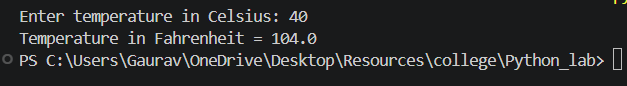 Enter temperature in Celsius: 40
Temperature in Fahrenheit = 104.0
PS C:\Users\Gaurav\OneDrive\Desktop\Resources\college\Python_lab>